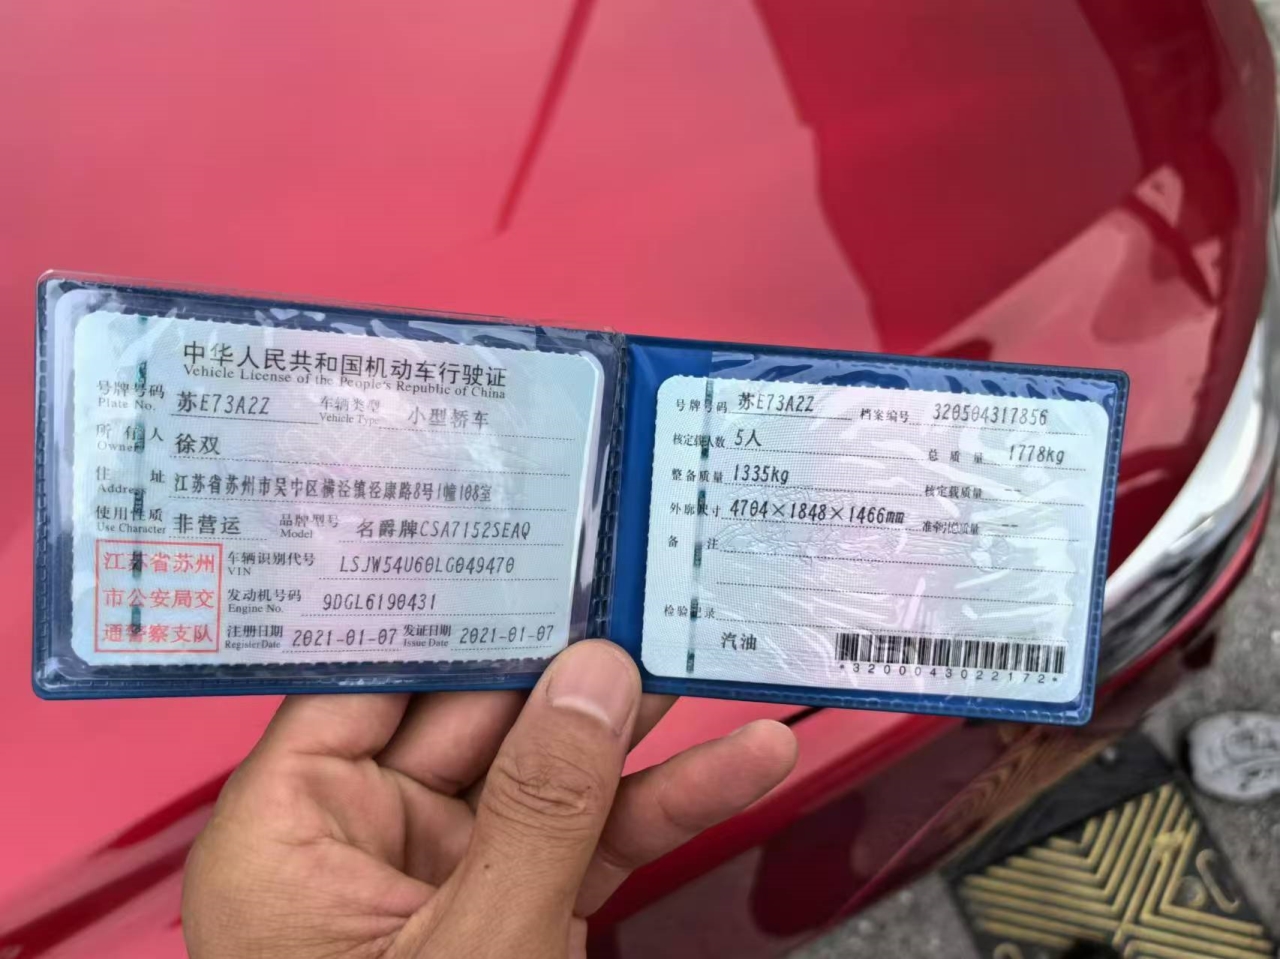 中华人民共和国机动车行驶证
Vehicle License of the People's Republic of China
号牌号码 Plate No. 苏E73A2Z 车辆类型 Vehicle Type 小型轿车
所有人 Owner 徐双
住址 Address 江苏省苏州市吴中区横泾镇径康路8号1幢108室
使用性质 Use Character 非营运 品牌型号 Model 名爵牌CSA7152SEAQ
江苏省苏州
市公安局交
通警察支队
车辆识别代号 VIN LSJW54U60LG049470
发动机号码 Engine No. 9DGL6190431
注册日期 Register Date 2021-01-07 发证日期 Issue Date 2021-01-07
号牌号码 苏E73A2Z 档案编号 320504317856
核定载人数 5人 总质量 1778kg
整备质量 1335kg 核定载质量 --
外廓尺寸 4704×1848×1466mm 准牵引总质量 --
备注
检验记录
汽油
*3200043022172*